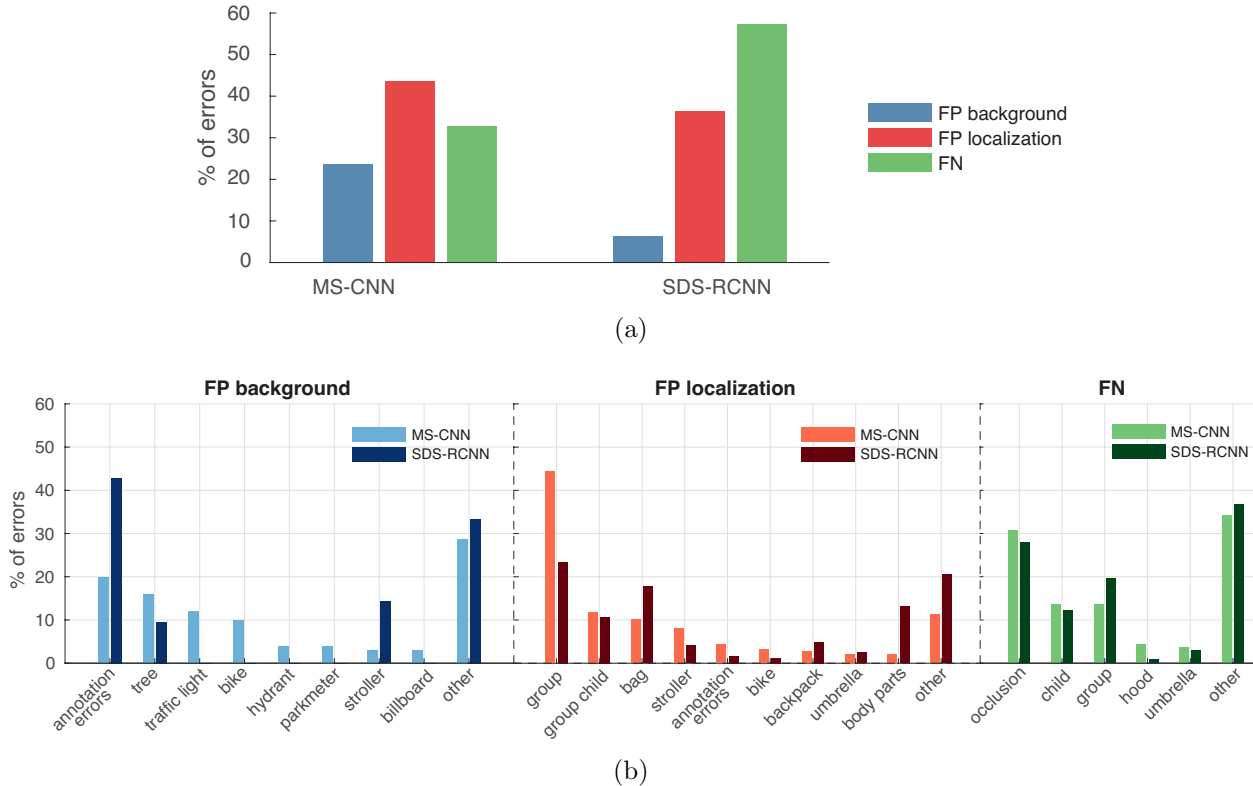 60
50
40
30
20
10
0
% of errors
MS-CNN
SDS-RCNN
FP background
FP localization
FN
(a)
FP background
FP localization
FN
60
50
40
30
20
10
0
% of errors
MS-CNN
SDS-RCNN
MS-CNN
SDS-RCNN
MS-CNN
SDS-RCNN
annotation
errors
tree
traffic light
bike
hydrant
parkmeter
stroller
billboard
other
group
group child
bag
stroller
annotation
errors
bike
backpack
umbrella
body parts
other
occlusion
child
group
hood
umbrella
other
(b)